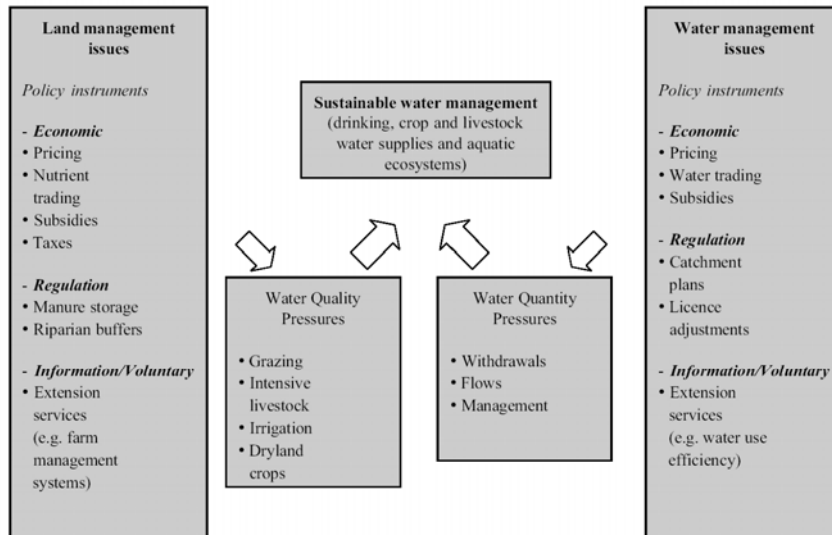 Land management
issues
Policy instruments
- Economic
• Pricing
• Nutrient
trading
• Subsidies
• Taxes
- Regulation
• Manure storage
• Riparian buffers
- Information/Voluntary
• Extension
services
(e.g. farm
management
systems)
Sustainable water management
(drinking, crop and livestock
water supplies and aquatic
ecosystems)
Water Quality
Pressures
• Grazing
• Intensive
livestock
• Irrigation
• Dryland
crops
Water Quantity
Pressures
• Withdrawals
• Flows
• Management
Water management
issues
Policy instruments
- Economic
• Pricing
• Water trading
• Subsidies
- Regulation
• Catchment
plans
• Licence
adjustments
- Information/Voluntary
• Extension
services
(e.g. water use
efficiency)